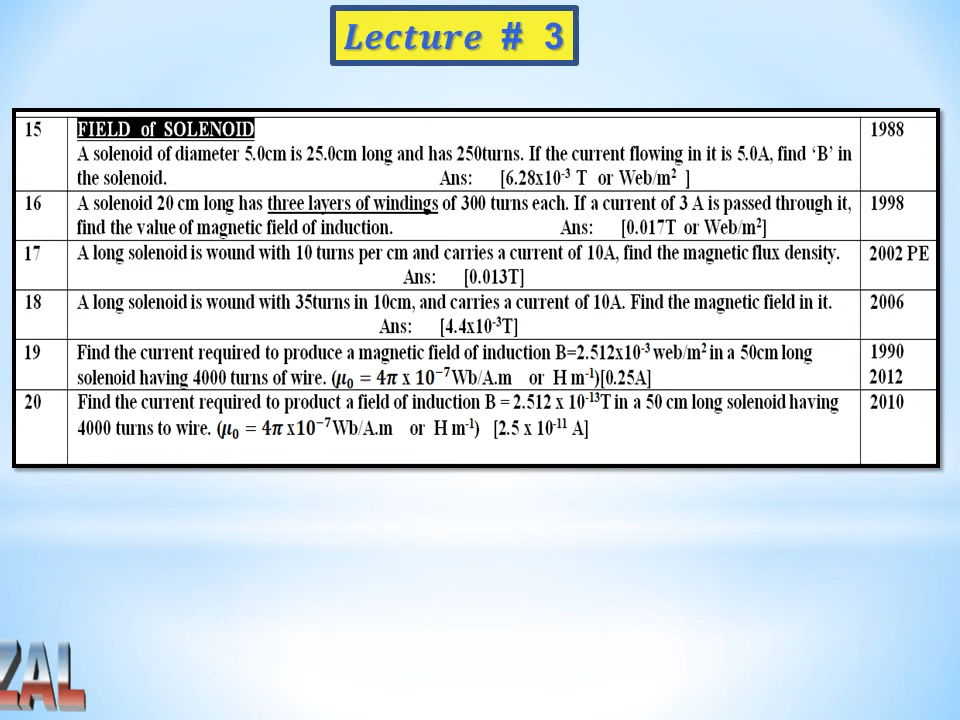 Lecture # 3
15 FIELD of SOLENOID 1988
A solenoid of diameter 5.0cm is 25.0cm long and has 250turns. If the current flowing in it is 5.0A, find ‘B’ in
the solenoid. Ans: [6.28x10⁻³ T or Web/m² ]
16 A solenoid 20 cm long has three layers of windings of 300 turns each. If a current of 3 A is passed through it, 1998
find the value of magnetic field of induction. Ans: [0.017T or Web/m²]
17 A long solenoid is wound with 10 turns per cm and carries a current of 10A, find the magnetic flux density. 2002 PE
Ans: [0.013T]
18 A long solenoid is wound with 35turns in 10cm, and carries a current of 10A. Find the magnetic field in it. 2006
Ans: [4.4x10⁻³T]
19 Find the current required to produce a magnetic field of induction B=2.512x10⁻³ web/m² in a 50cm long 1990
solenoid having 4000 turns of wire. (μ₀ = 4π x 10⁻⁷Wb/A.m or H m⁻¹)[0.25A] 2012
20 Find the current required to product a field of induction B = 2.512 x 10⁻¹³T in a 50 cm long solenoid having 2010
4000 turns to wire. (μ₀ = 4π x10⁻⁷Wb/A.m or H m⁻¹) [2.5 x 10⁻¹¹ A]
ZAL